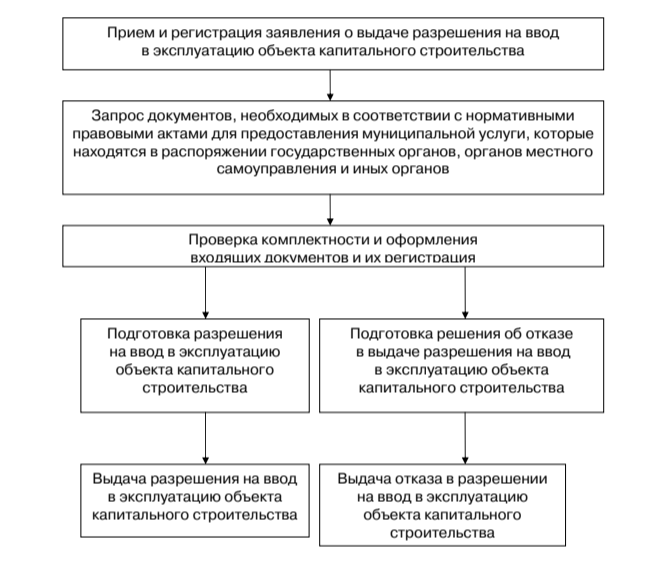 Прием и регистрация заявления о выдаче разрешения на ввод
в эксплуатацию объекта капитального строительства
Запрос документов, необходимых в соответствии с нормативными
правовыми актами для предоставления муниципальной услуги, которые
находятся в распоряжении государственных органов, органов местного
самоуправления и иных органов
Проверка комплектности и оформления
входящих документов и их регистрация
Подготовка разрешения
на ввод в эксплуатацию
объекта капитального
строительства
Подготовка решения об отказе
в выдаче разрешения на ввод
в эксплуатацию объекта
капитального строительства
Выдача разрешения на ввод
в эксплуатацию объекта
капитального строительства
Выдача отказа в разрешении
на ввод в эксплуатацию
объекта капитального
строительства